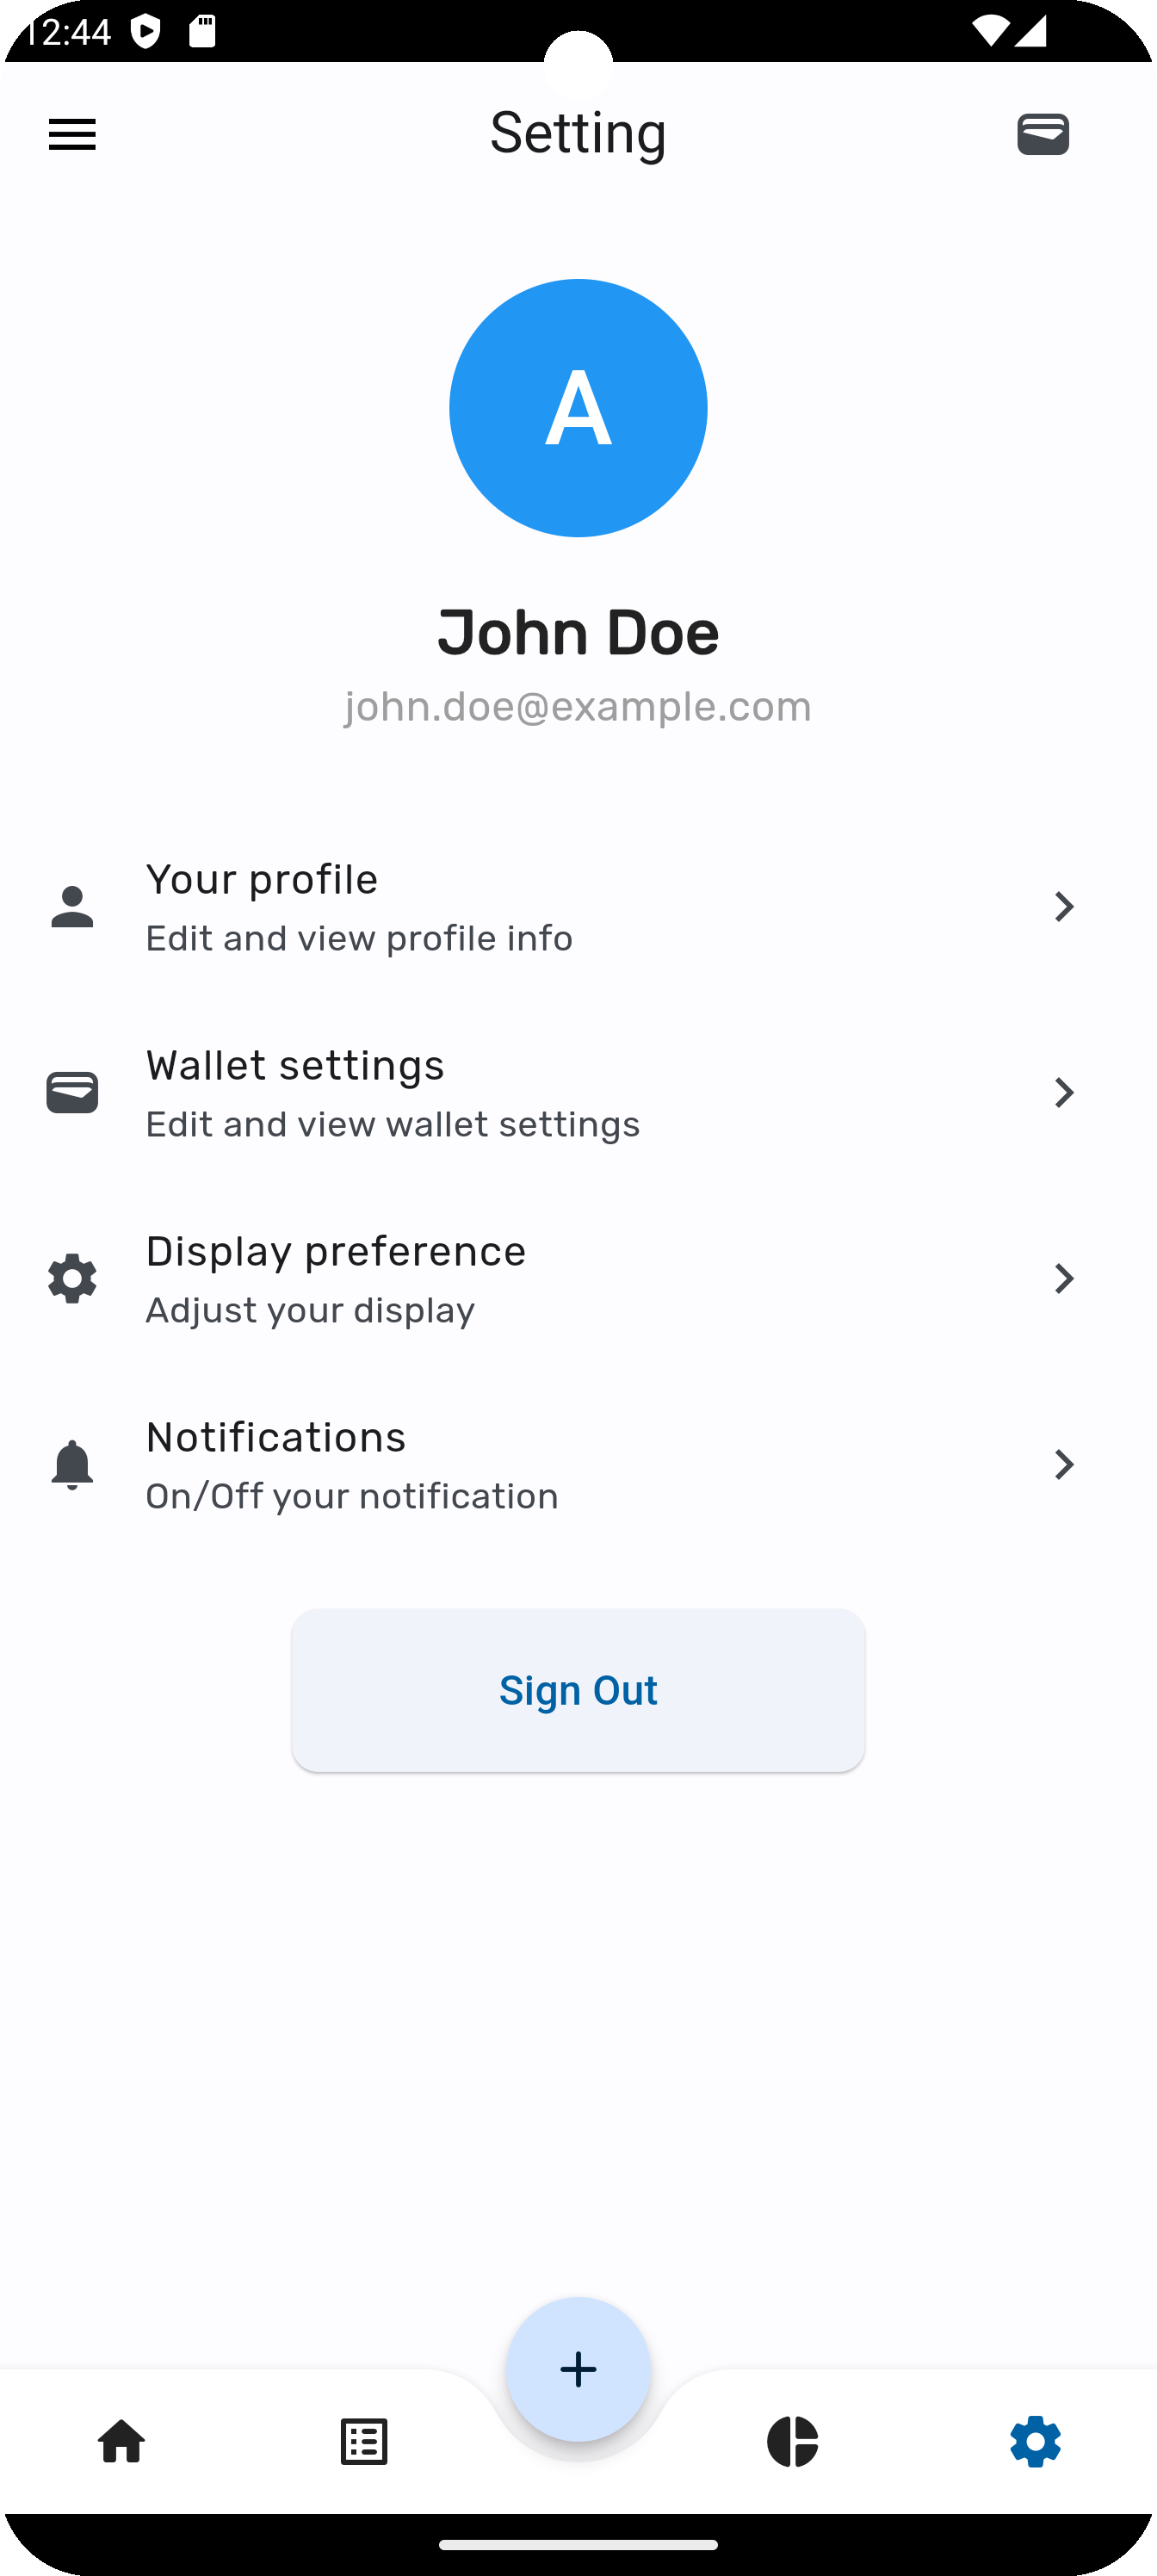 12:44
Setting
A
John Doe
john.doe@example.com
Your profile
Edit and view profile info
Wallet settings
Edit and view wallet settings
Display preference
Adjust your display
Notifications
On/Off your notification
Sign Out